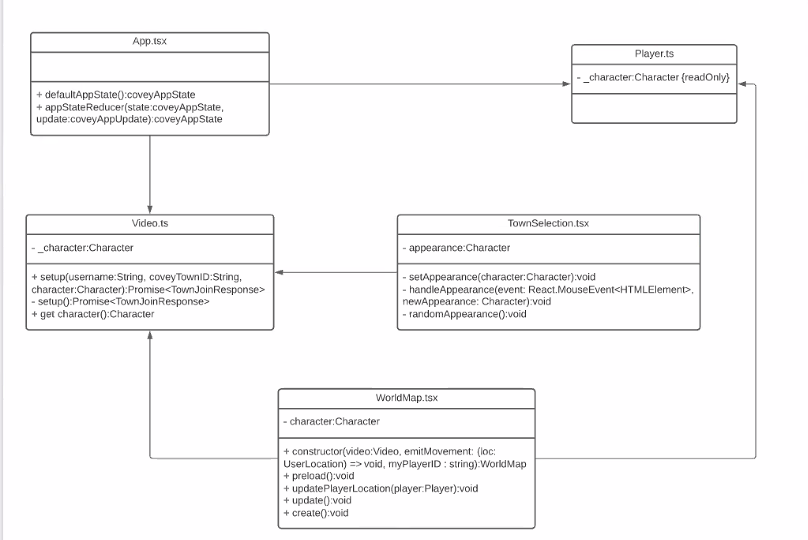 App.tsx
+ defaultAppState():coveyAppState
+ appStateReducer(state:coveyAppState,
update:coveyAppUpdate):coveyAppState
Player.ts
- _character:Character {readOnly}
Video.ts
- _character:Character
+ setup(username:String, coveyTownID:String,
character:Character):Promise<TownJoinResponse>
- setup():Promise<TownJoinResponse>
+ get character():Character
TownSelection.tsx
- appearance:Character
- setAppearance(character:Character):void
- handleAppearance(event: React.MouseEvent<HTMLElement>,
newAppearance: Character):void
- randomAppearance():void
WorldMap.tsx
- character:Character
+ constructor(video:Video, emitMovement: (loc:
UserLocation) => void, myPlayerID : string):WorldMap
+ preload():void
+ updatePlayerLocation(player:Player):void
+ update():void
+ create():void